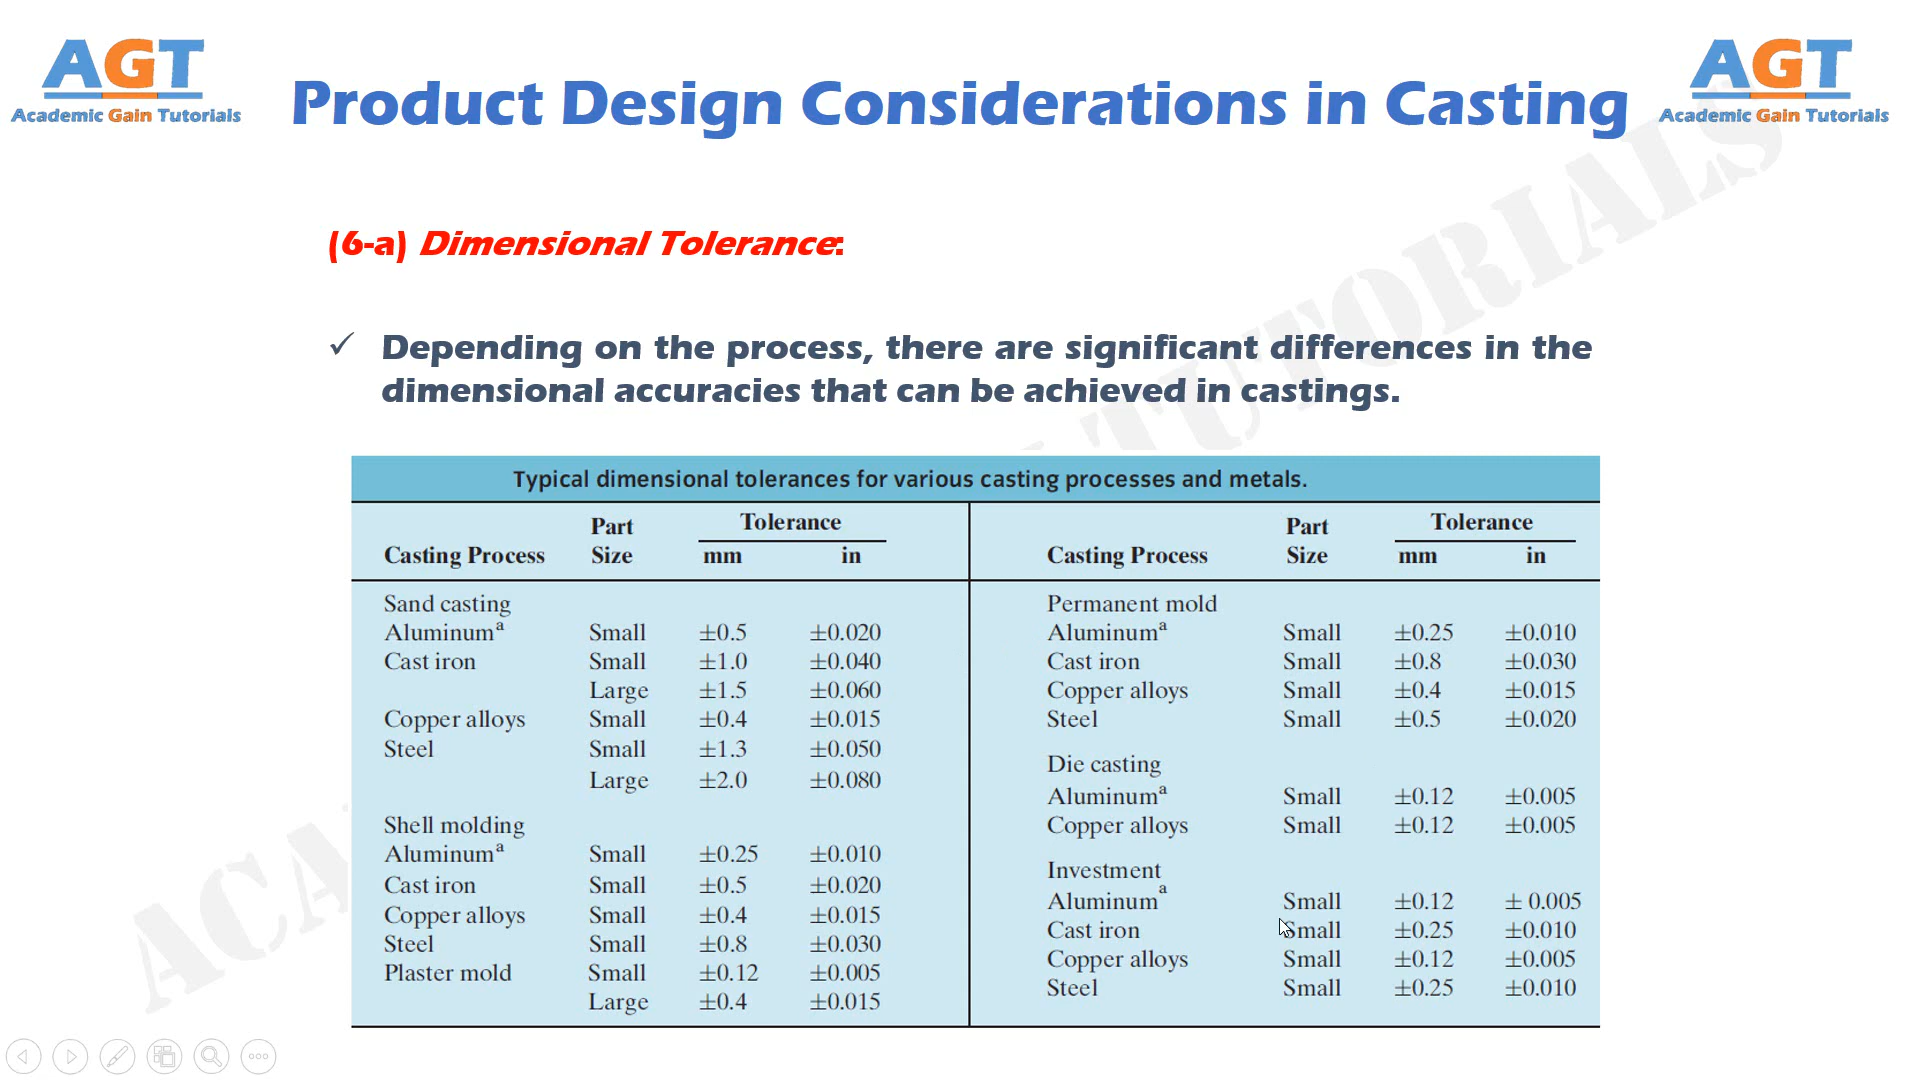 AGT
Academic Gain Tutorials
Product Design Considerations in Casting
AGT
Academic Gain Tutorials
(6-a) Dimensional Tolerance:
✓ Depending on the process, there are significant differences in the
dimensional accuracies that can be achieved in castings.
Typical dimensional tolerances for various casting processes and metals.
Casting Process Part Size Tolerance mm in
Sand casting
Aluminumᵃ Small ±0.5 ±0.020
Cast iron Small ±1.0 ±0.040
Large ±1.5 ±0.060
Copper alloys Small ±0.4 ±0.015
Steel Small ±1.3 ±0.050
Large ±2.0 ±0.080
Shell molding
Aluminumᵃ Small ±0.25 ±0.010
Cast iron Small ±0.5 ±0.020
Copper alloys Small ±0.4 ±0.015
Steel Small ±0.8 ±0.030
Plaster mold Small ±0.12 ±0.005
Large ±0.4 ±0.015
Casting Process Part Size Tolerance mm in
Permanent mold
Aluminumᵃ Small ±0.25 ±0.010
Cast iron Small ±0.8 ±0.030
Copper alloys Small ±0.4 ±0.015
Steel Small ±0.5 ±0.020
Die casting
Aluminumᵃ Small ±0.12 ±0.005
Copper alloys Small ±0.12 ±0.005
Investment
Aluminumᵃ Small ±0.12 ± 0.005
Cast iron Small ±0.25 ±0.010
Copper alloys Small ±0.12 ±0.005
Steel Small ±0.25 ±0.010